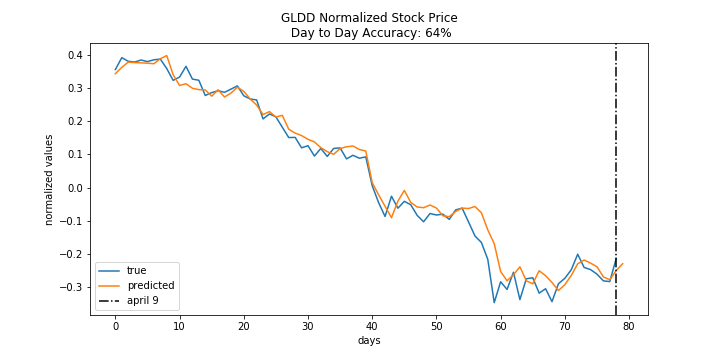 GLDD Normalized Stock Price
Day to Day Accuracy: 64%
normalized values
0.4
0.3
0.2
0.1
0.0
−0.1
−0.2
−0.3
true
predicted
april 9
0 10 20 30 40 50 60 70 80
days